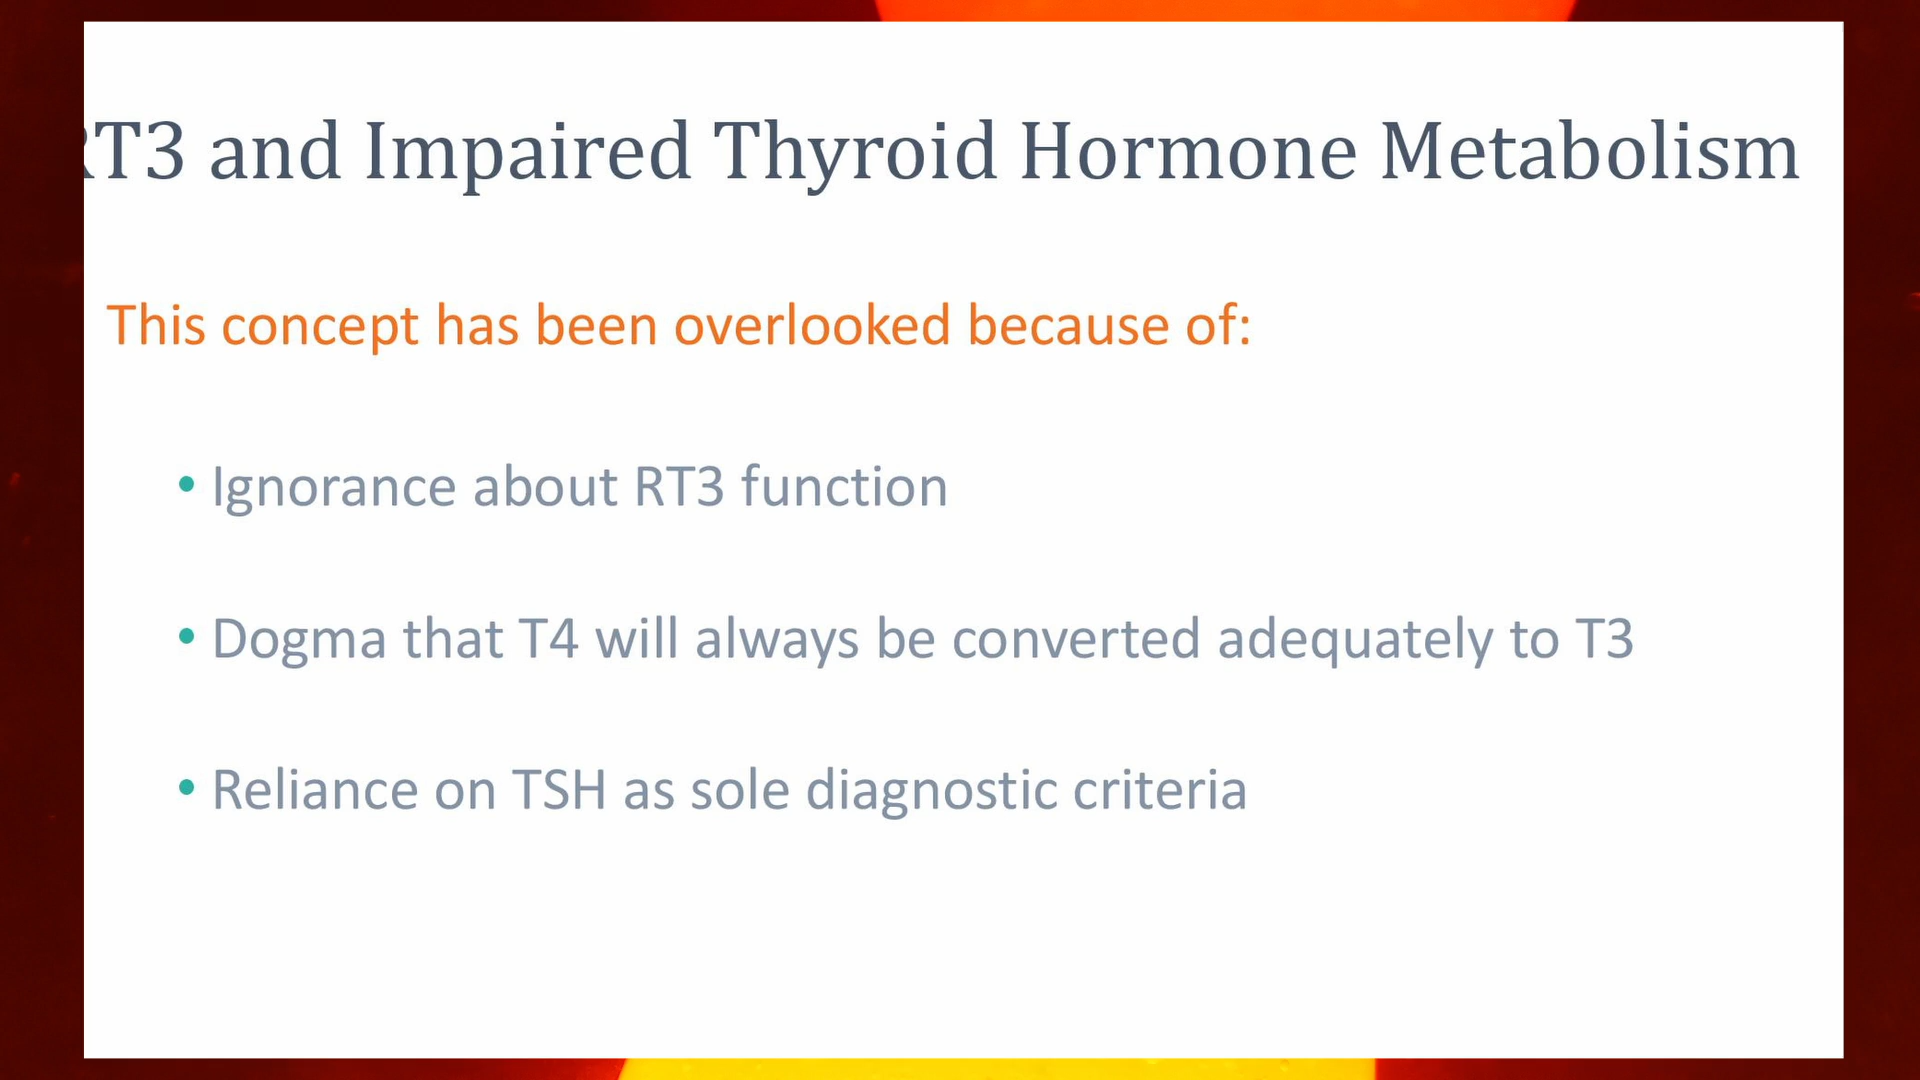 RT3 and Impaired Thyroid Hormone Metabolism
This concept has been overlooked because of:
• Ignorance about RT3 function
• Dogma that T4 will always be converted adequately to T3
• Reliance on TSH as sole diagnostic criteria